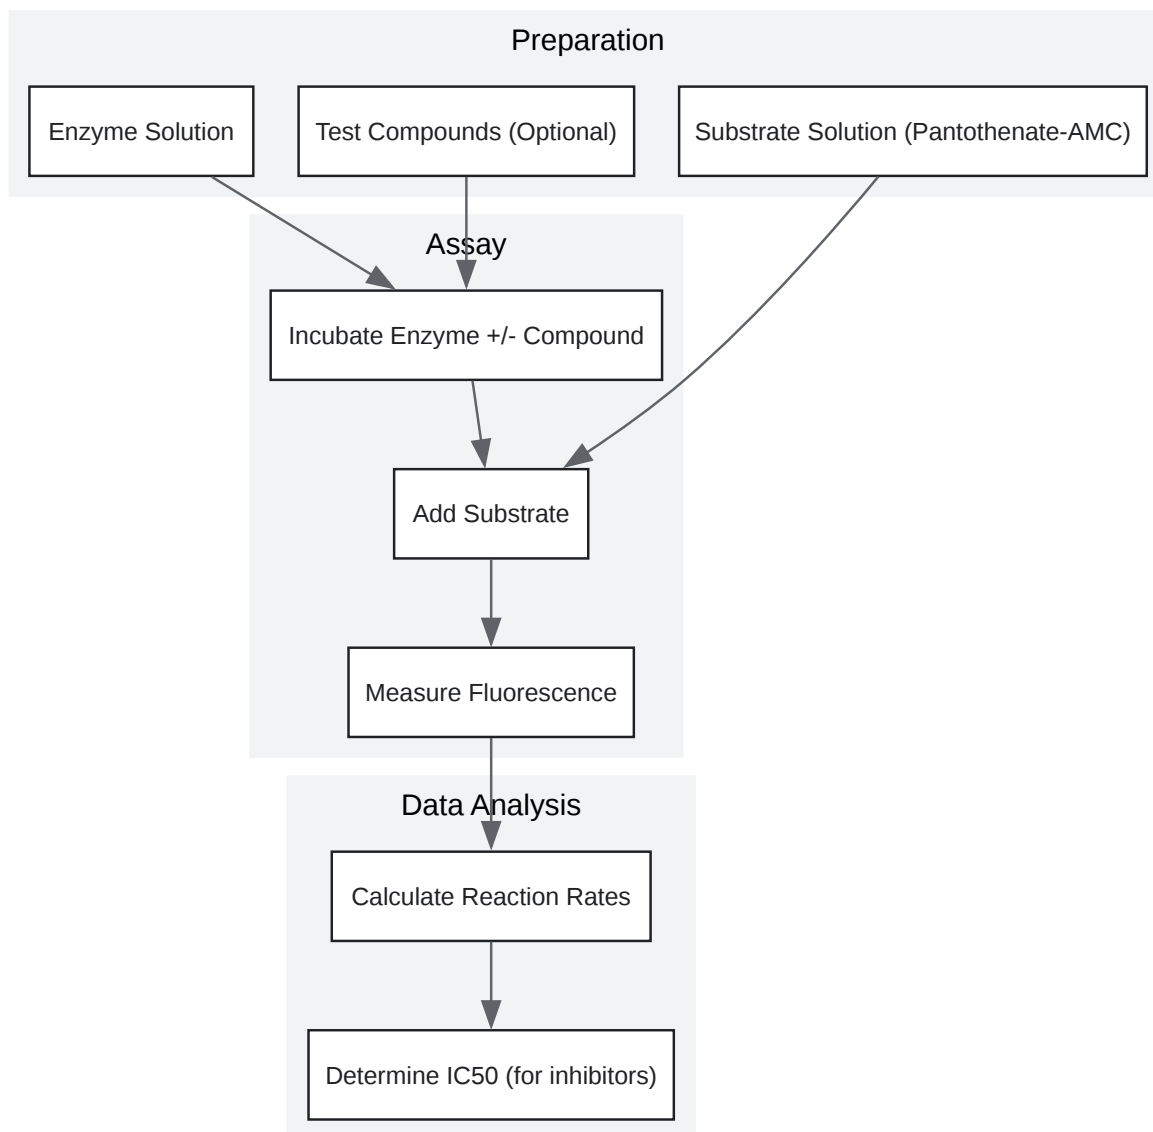 Preparation
Enzyme Solution
Test Compounds (Optional)
Substrate Solution (Pantothenate-AMC)
Assay
Incubate Enzyme +/- Compound
Add Substrate
Measure Fluorescence
Data Analysis
Calculate Reaction Rates
Determine IC50 (for inhibitors)